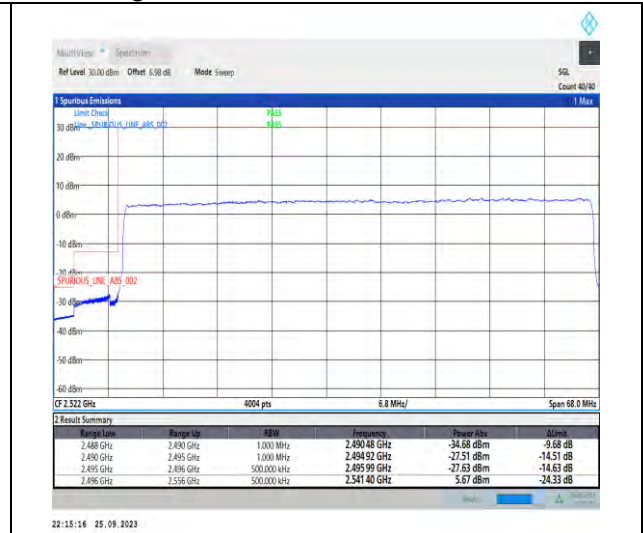 MultiView Spectrum
Ref Level 30.00 dBm Offset 6.98 dB Mode Sweep SGL
Count 40/40
1 Spurious Emissions 1 Max
Limit Check PASS
30 dBm Line_SPURIOUS_LINE_ABS_002 PASS
20 dBm
10 dBm
0 dBm
-10 dBm
-20 dBm
SPURIOUS_LINE_ABS_002
-30 dBm
-40 dBm
-50 dBm
-60 dBm
CF 2.522 GHz 4004 pts 6.8 MHz/ Span 68.0 MHz
2 Result Summary
Range Low Range Up RBW Frequency Power Abs ΔLimit
2.488 GHz 2.490 GHz 1.000 MHz 2.490 48 GHz -34.68 dBm -9.68 dB
2.490 GHz 2.495 GHz 1.000 MHz 2.494 92 GHz -27.51 dBm -14.51 dB
2.495 GHz 2.496 GHz 500.000 kHz 2.495 99 GHz -27.63 dBm -14.63 dB
2.496 GHz 2.556 GHz 500.000 kHz 2.541 40 GHz 5.67 dBm -24.33 dB
22:15:16 25.09.2023